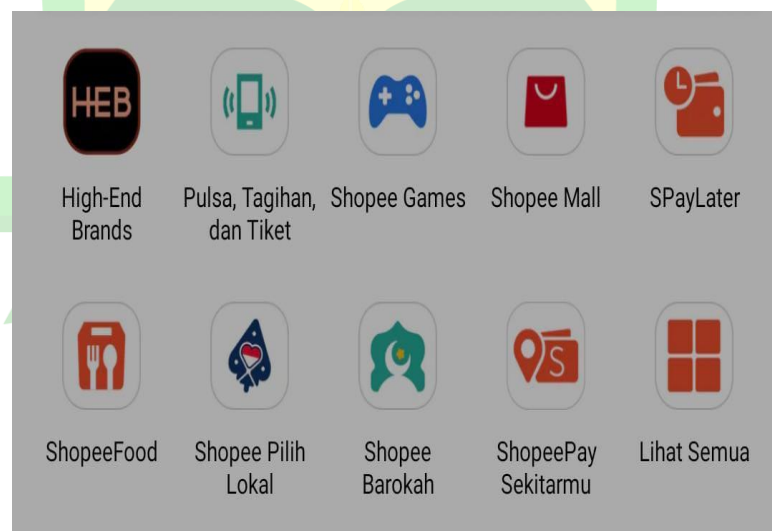 HEB
High-End
Brands
Pulsa, Tagihan,
dan Tiket
Shopee Games
Shopee Mall
SPayLater
S
ShopeeFood
Shopee Pilih
Lokal
Shopee
Barokah
ShopeePay
Sekitarmu
Lihat Semua